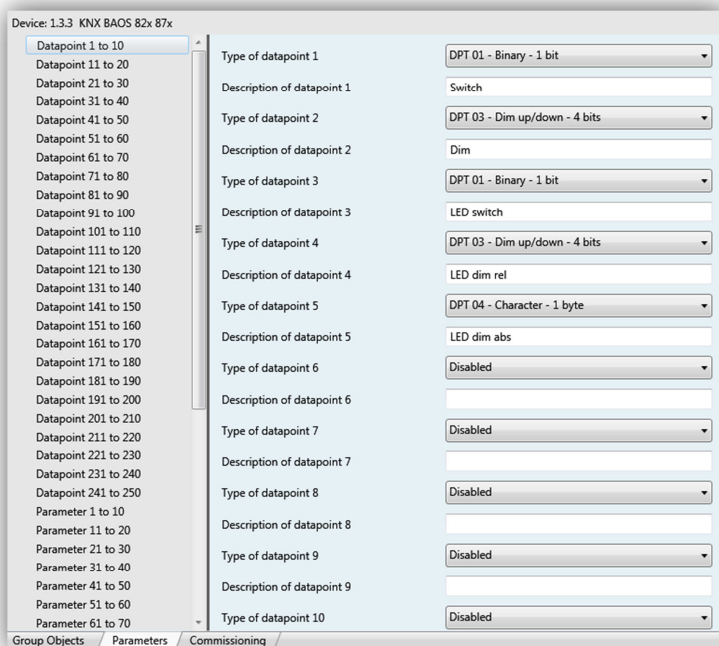 Device: 1.3.3 KNX BAOS 82x 87x
Datapoint 1 to 10
Datapoint 11 to 20
Datapoint 21 to 30
Datapoint 31 to 40
Datapoint 41 to 50
Datapoint 51 to 60
Datapoint 61 to 70
Datapoint 71 to 80
Datapoint 81 to 90
Datapoint 91 to 100
Datapoint 101 to 110
Datapoint 111 to 120
Datapoint 121 to 130
Datapoint 131 to 140
Datapoint 141 to 150
Datapoint 151 to 160
Datapoint 161 to 170
Datapoint 171 to 180
Datapoint 181 to 190
Datapoint 191 to 200
Datapoint 201 to 210
Datapoint 211 to 220
Datapoint 221 to 230
Datapoint 231 to 240
Datapoint 241 to 250
Parameter 1 to 10
Parameter 11 to 20
Parameter 21 to 30
Parameter 31 to 40
Parameter 41 to 50
Parameter 51 to 60
Parameter 61 to 70
Type of datapoint 1 DPT 01 - Binary - 1 bit
Description of datapoint 1 Switch
Type of datapoint 2 DPT 03 - Dim up/down - 4 bits
Description of datapoint 2 Dim
Type of datapoint 3 DPT 01 - Binary - 1 bit
Description of datapoint 3 LED switch
Type of datapoint 4 DPT 03 - Dim up/down - 4 bits
Description of datapoint 4 LED dim rel
Type of datapoint 5 DPT 04 - Character - 1 byte
Description of datapoint 5 LED dim abs
Type of datapoint 6 Disabled
Description of datapoint 6
Type of datapoint 7 Disabled
Description of datapoint 7
Type of datapoint 8 Disabled
Description of datapoint 8
Type of datapoint 9 Disabled
Description of datapoint 9
Type of datapoint 10 Disabled
Group Objects Parameters Commissioning